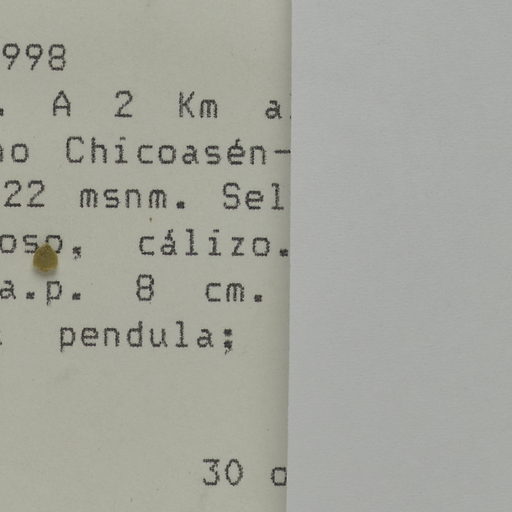 998
. A 2 Km a
no Chicoasén-
22 msnm. Sel
oso, cálizo.
a.p. 8 cm.
pendula;
30 o